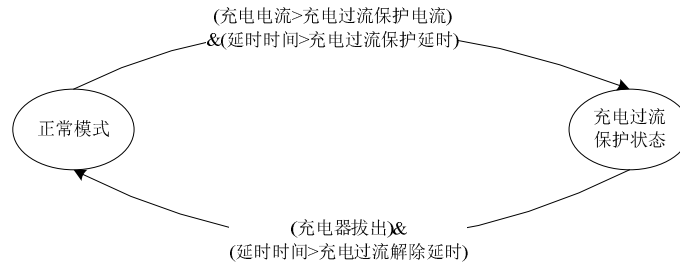 (充电电流>充电过流保护电流)
&(延时时间>充电过流保护延时)
正常模式
充电过流
保护状态
(充电器拔出)&
(延时时间>充电过流解除延时)